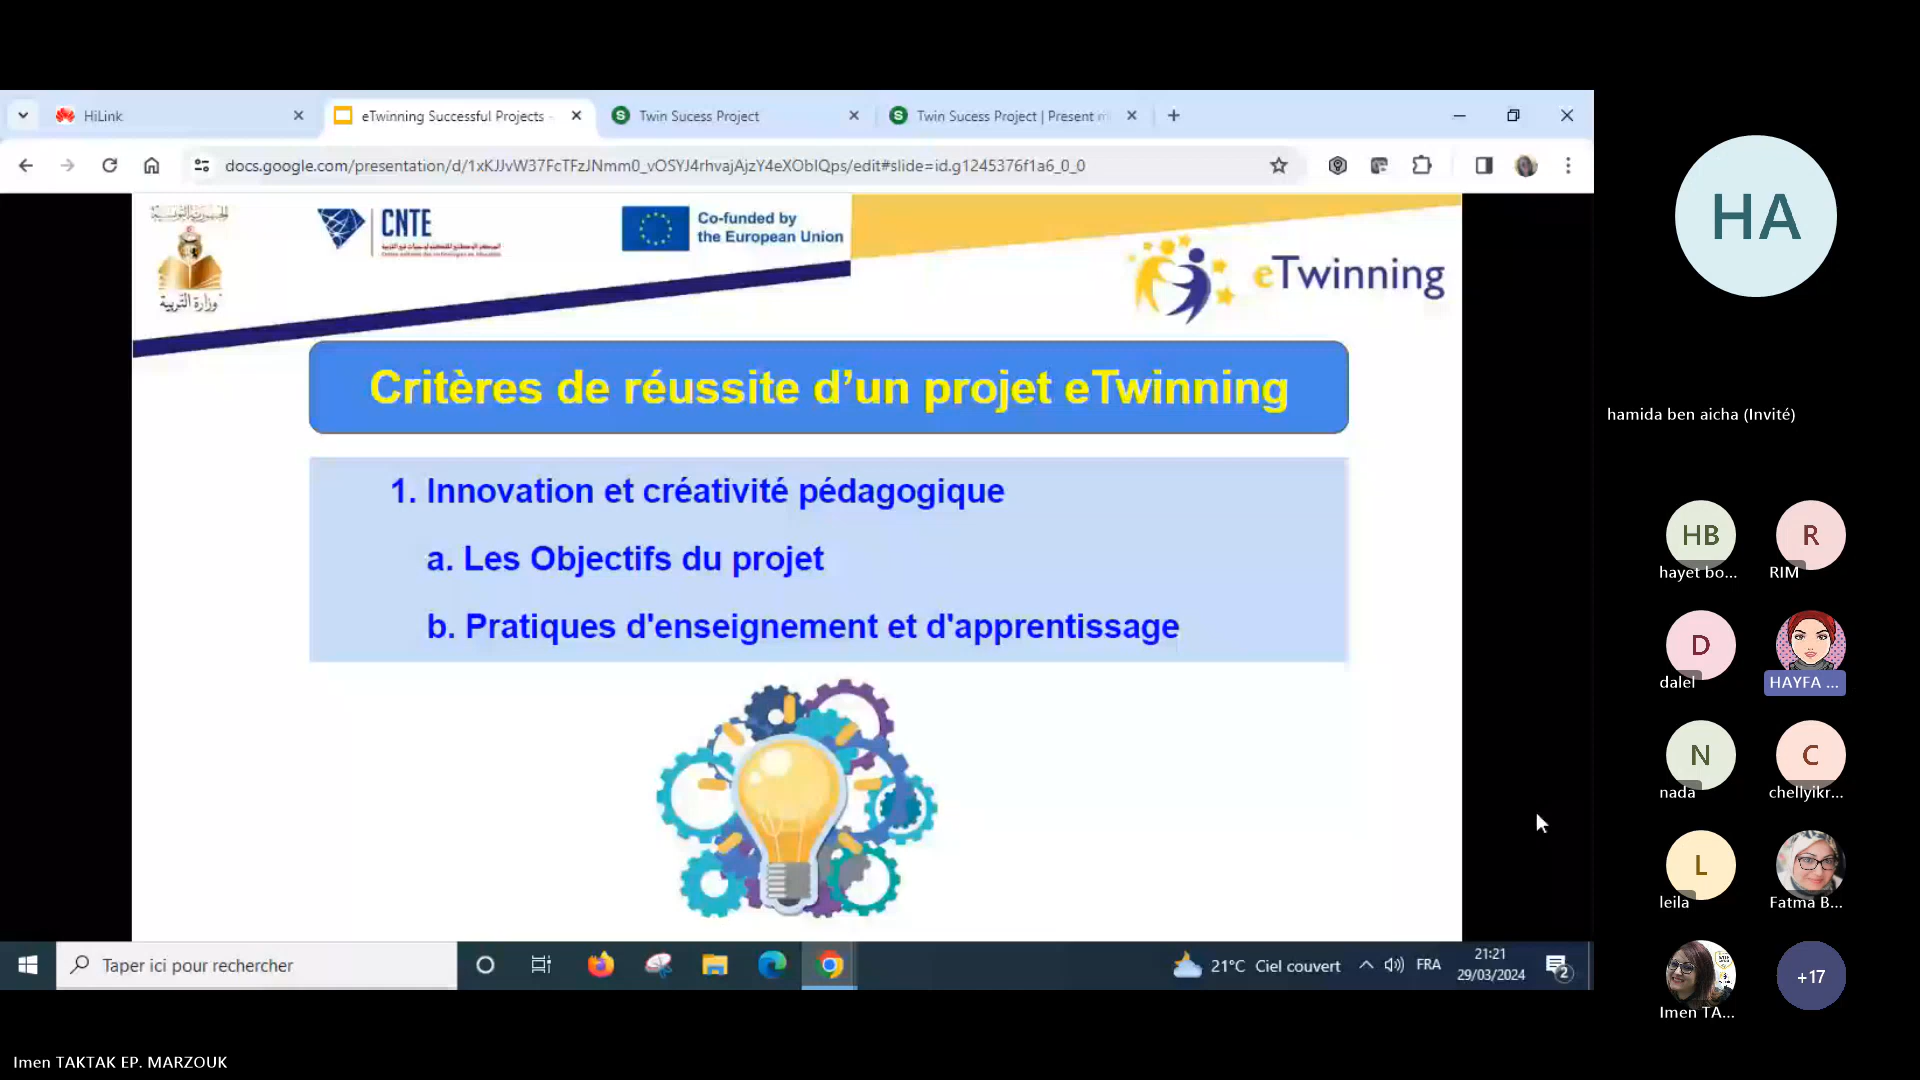 HiLink
eTwinning Successful Projects -
Twin Sucess Project
Twin Sucess Project | Present m
docs.google.com/presentation/d/1xKJJvW37FcTFzJNmm0_vOSYJ4rhvajAjzY4eXObIQps/edit#slide=id.g1245376f1a6_0_0
الجمهورية التونسية
وزارة التربية
CNTE
Co-funded by
the European Union
eTwinning
Critères de réussite d’un projet eTwinning
1. Innovation et créativité pédagogique
a. Les Objectifs du projet
b. Pratiques d'enseignement et d'apprentissage
Taper ici pour rechercher
21°C Ciel couvert
FRA
21:21
29/03/2024
2
Imen TAKTAK EP. MARZOUK
HA
hamida ben aicha (Invité)
HB
hayet bo...
R
RIM
D
dalel
HAYFA ...
N
nada
C
chellyikr...
L
leila
Fatma B...
Imen TA...
+17